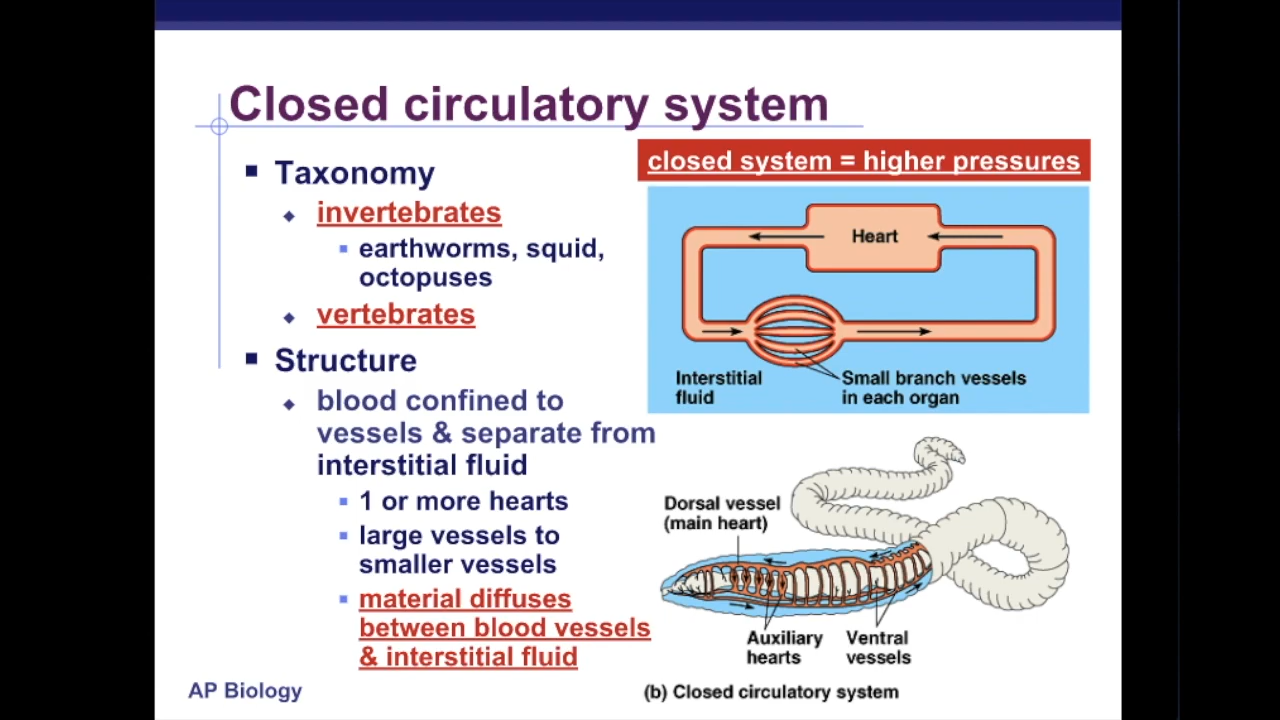 Closed circulatory system
Taxonomy
invertebrates
earthworms, squid,
octopuses
vertebrates
Structure
blood confined to
vessels & separate from
interstitial fluid
1 or more hearts
large vessels to
smaller vessels
material diffuses
between blood vessels
& interstitial fluid
AP Biology
closed system = higher pressures
Heart
Interstitial
fluid
Small branch vessels
in each organ
Dorsal vessel
(main heart)
Auxiliary
hearts
Ventral
vessels
(b) Closed circulatory system